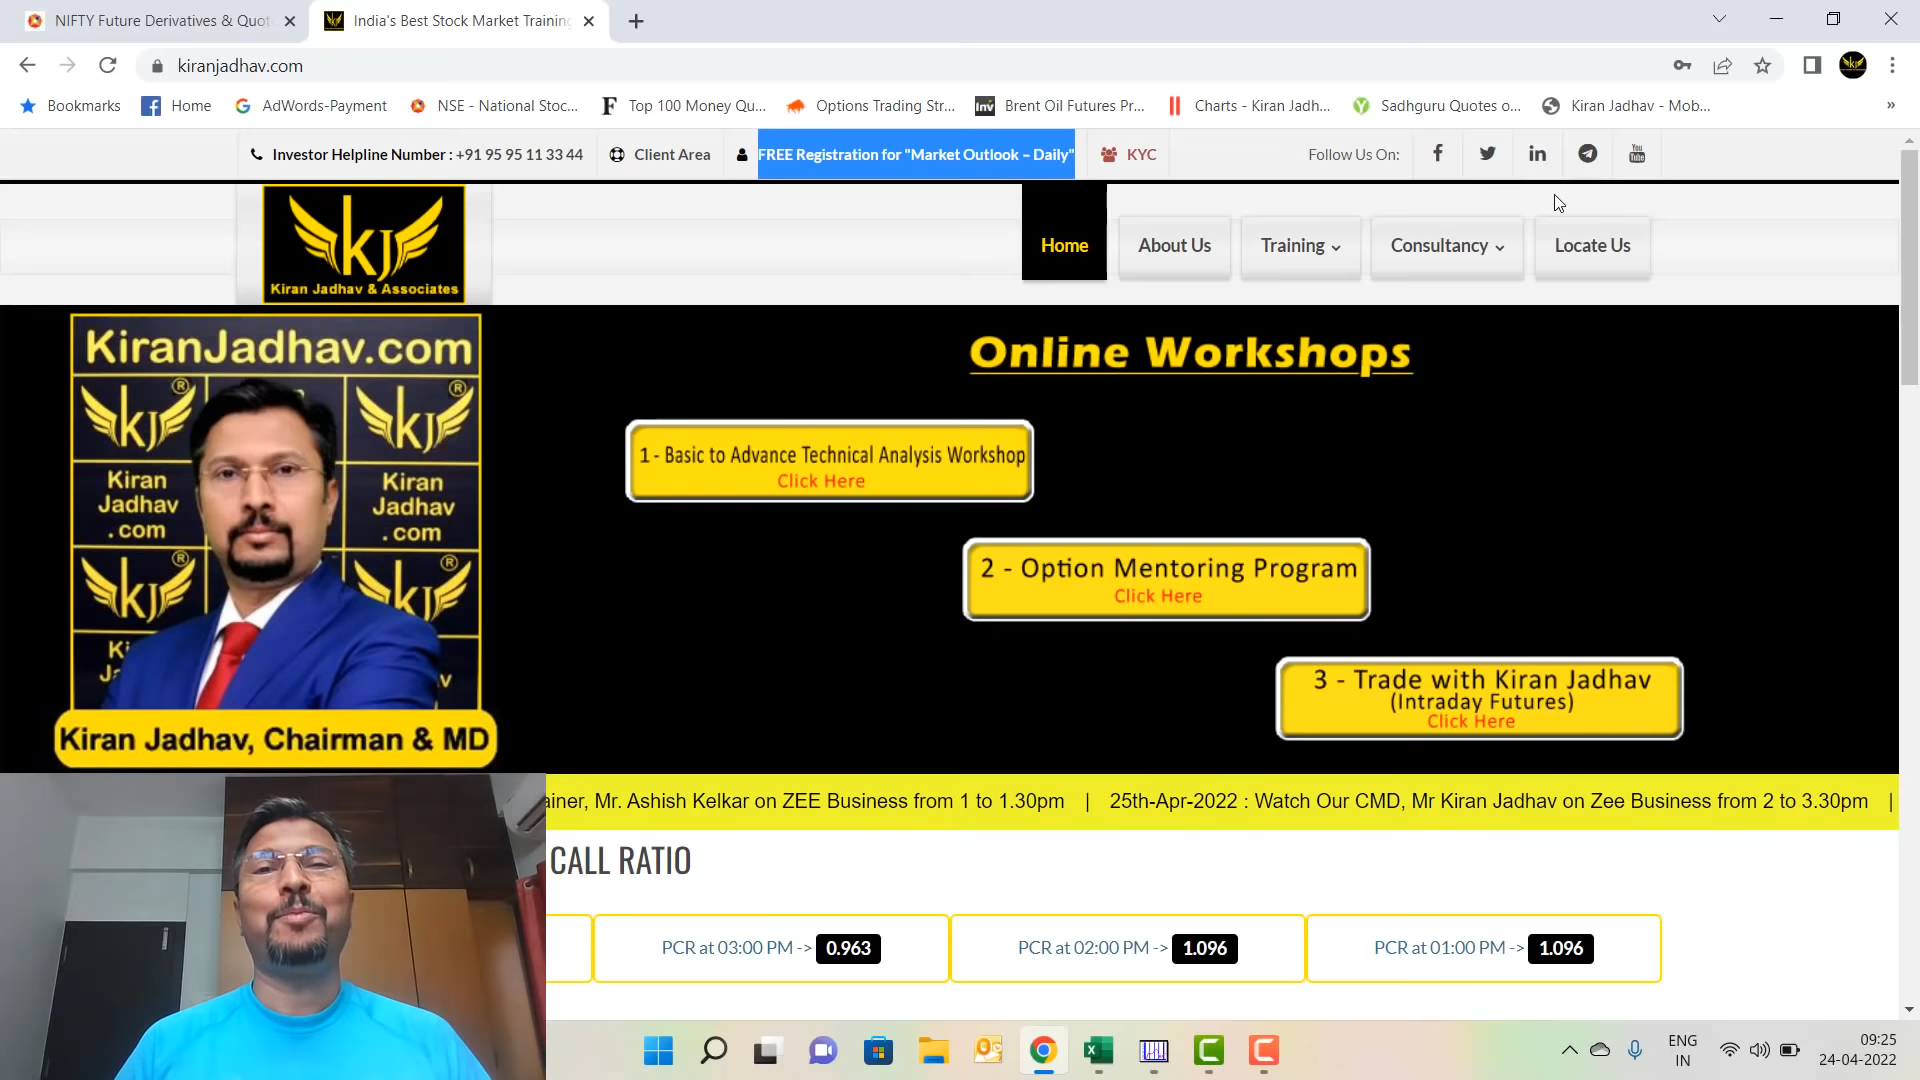 NIFTY Future Derivatives & Quot
India's Best Stock Market Training
kiranjadhav.com
Bookmarks
Home
AdWords-Payment
NSE - National Stoc...
Top 100 Money Qu...
Options Trading Str...
Inv
Brent Oil Futures Pr...
Charts - Kiran Jadh...
Sadhguru Quotes o...
Kiran Jadhav - Mob...
»
Investor Helpline Number : +91 95 95 11 33 44
Client Area
FREE Registration for "Market Outlook – Daily"
KYC
Follow Us On:
You Tube
KJ
Kiran Jadhav & Associates
Home
About Us
Training
Consultancy
Locate Us
KiranJadhav.com
KJ ®
KJ ®
Kiran
Jadhav
.com
Kiran
Jadhav
.com
KJ ®
KJ ®
Kiran Jadhav, Chairman & MD
Online Workshops
1 - Basic to Advance Technical Analysis Workshop
Click Here
2 - Option Mentoring Program
Click Here
3 - Trade with Kiran Jadhav
(Intraday Futures)
Click Here
ainer, Mr. Ashish Kelkar on ZEE Business from 1 to 1.30pm | 25th-Apr-2022 : Watch Our CMD, Mr Kiran Jadhav on Zee Business from 2 to 3.30pm |
CALL RATIO
PCR at 03:00 PM -> 0.963
PCR at 02:00 PM -> 1.096
PCR at 01:00 PM -> 1.096
ENG
IN
09:25
24-04-2022